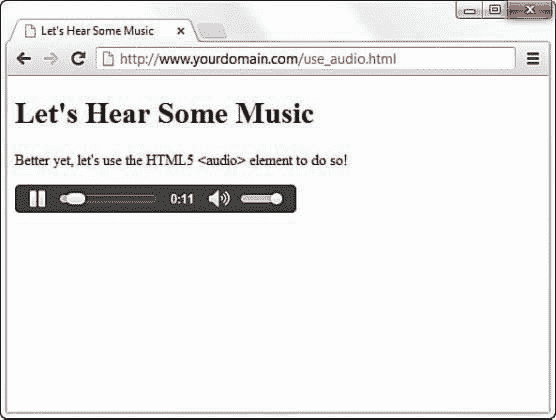 Let's Hear Some Music
http://www.yourdomain.com/use_audio.html
Let's Hear Some Music
Better yet, let's use the HTML5 <audio> element to do so!
0:11